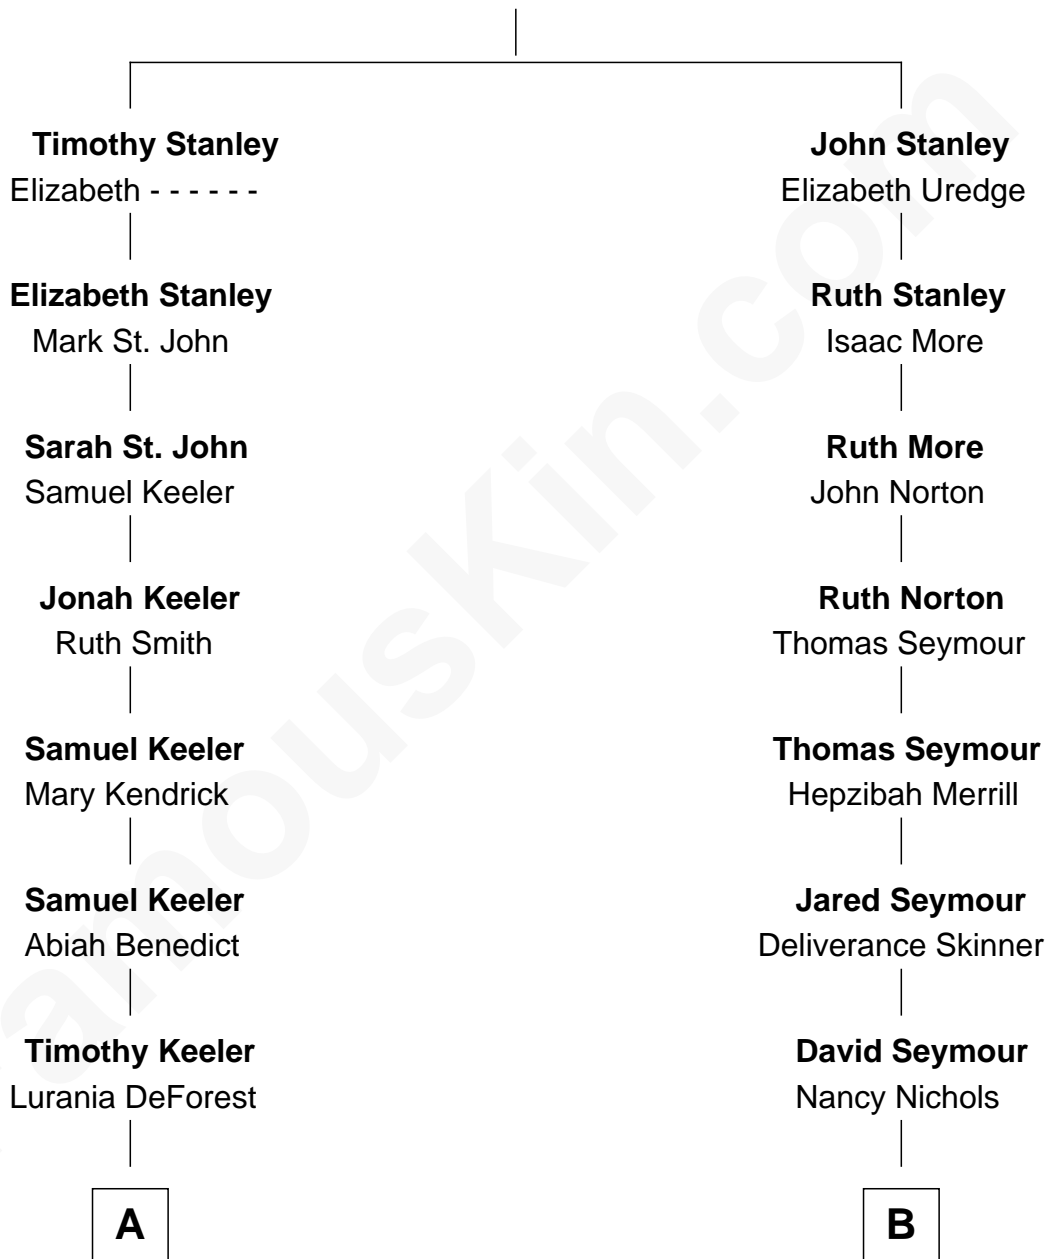 Timothy Stanley
Elizabeth - - - - - -
Elizabeth Stanley
Mark St. John
Sarah St. John
Samuel Keeler
Jonah Keeler
Ruth Smith
Samuel Keeler
Mary Kendrick
Samuel Keeler
Abiah Benedict
Timothy Keeler
Lurania DeForest
A
John Stanley
Elizabeth Uredge
Ruth Stanley
Isaac More
Ruth More
John Norton
Ruth Norton
Thomas Seymour
Thomas Seymour
Hepzibah Merrill
Jared Seymour
Deliverance Skinner
David Seymour
Nancy Nichols
B
amouskin.com